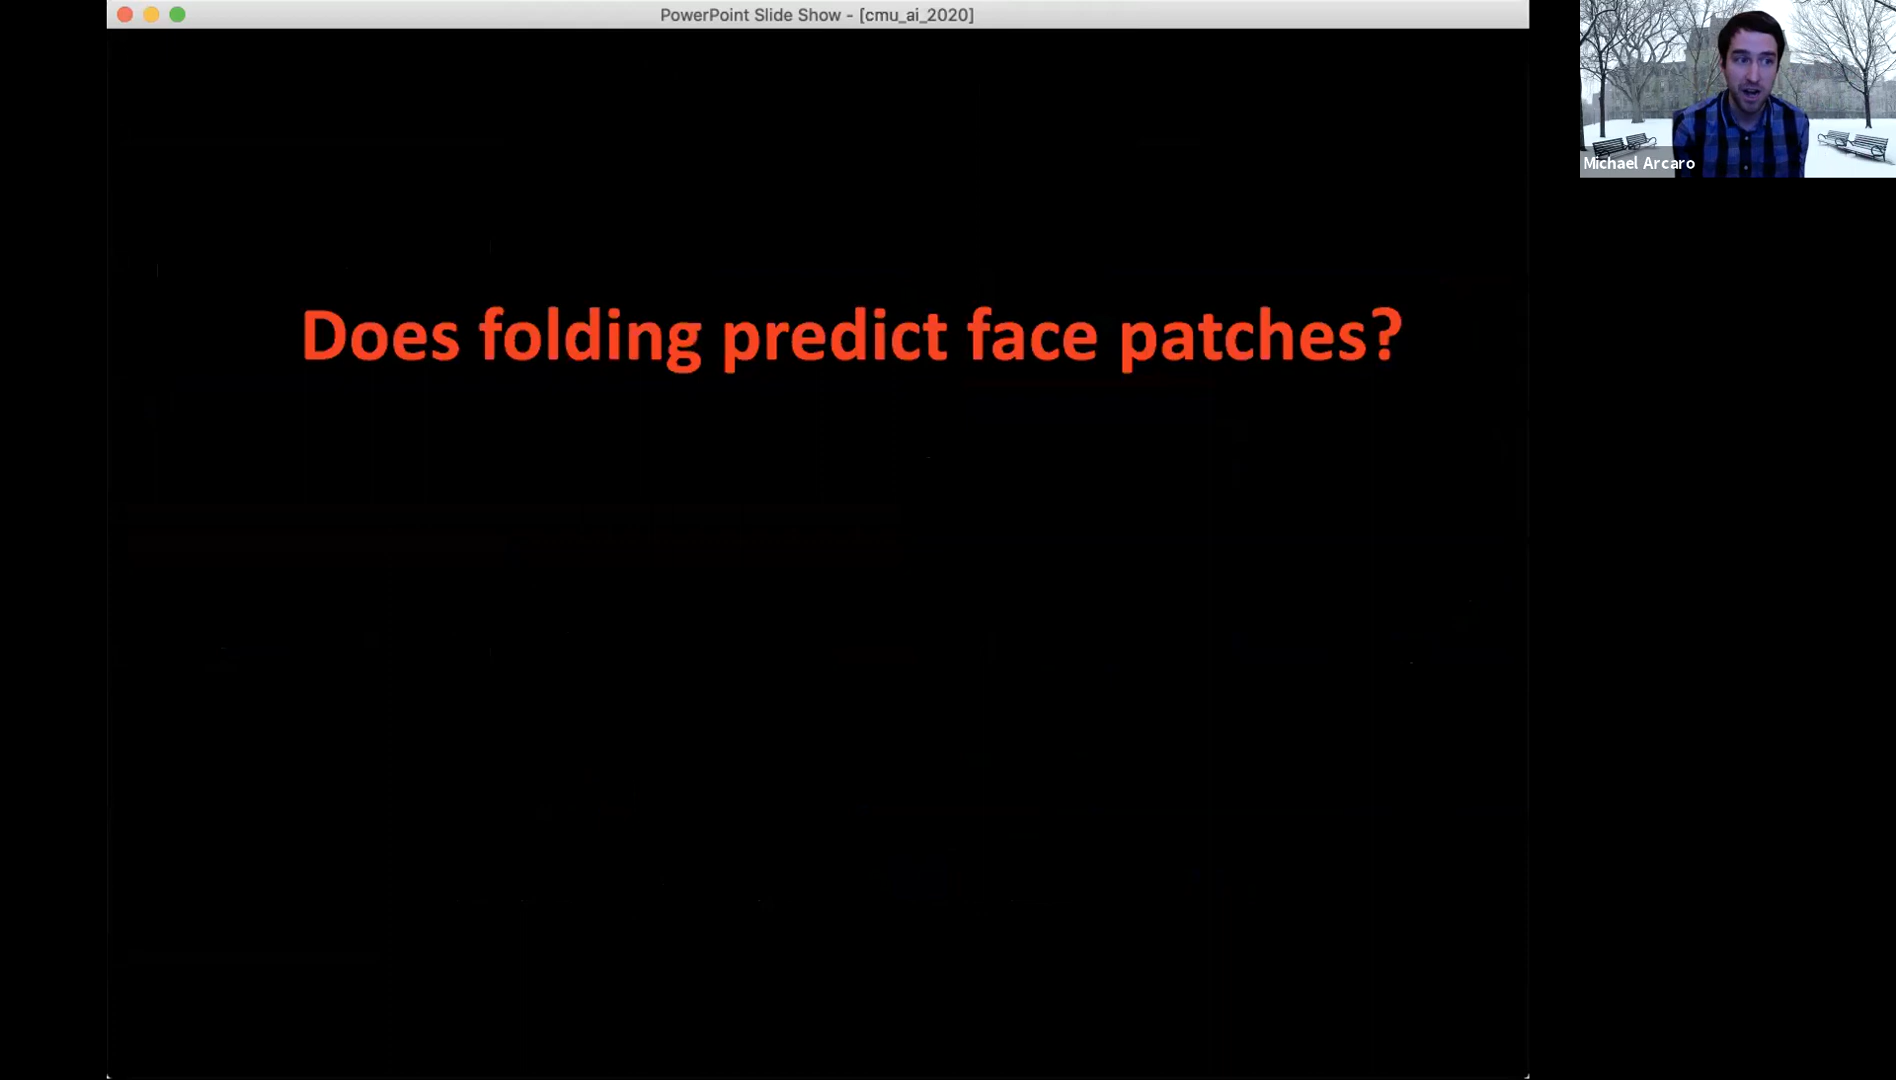 PowerPoint Slide Show - [cmu_ai_2020]
Does folding predict face patches?
Michael Arcaro